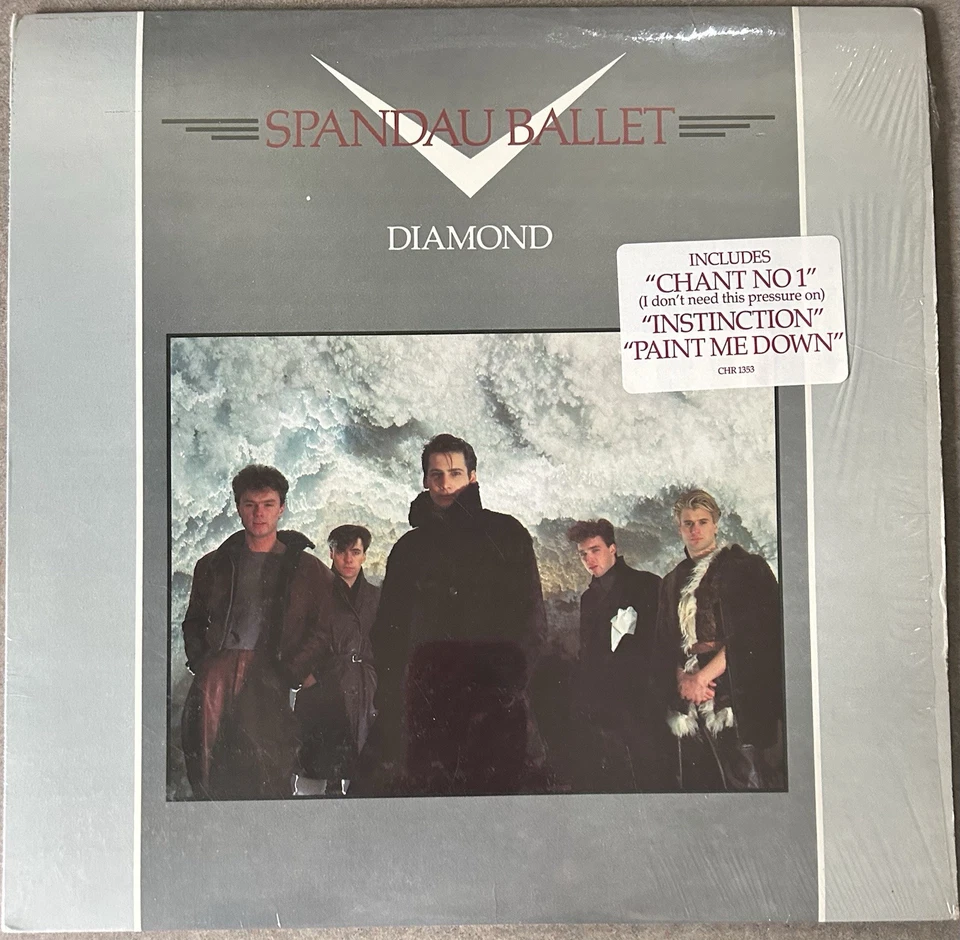 SPANDAU BALLET
DIAMOND
INCLUDES
“CHANT NO 1”
(I don’t need this pressure on)
“INSTINCTION”
“PAINT ME DOWN”
CHR 1353